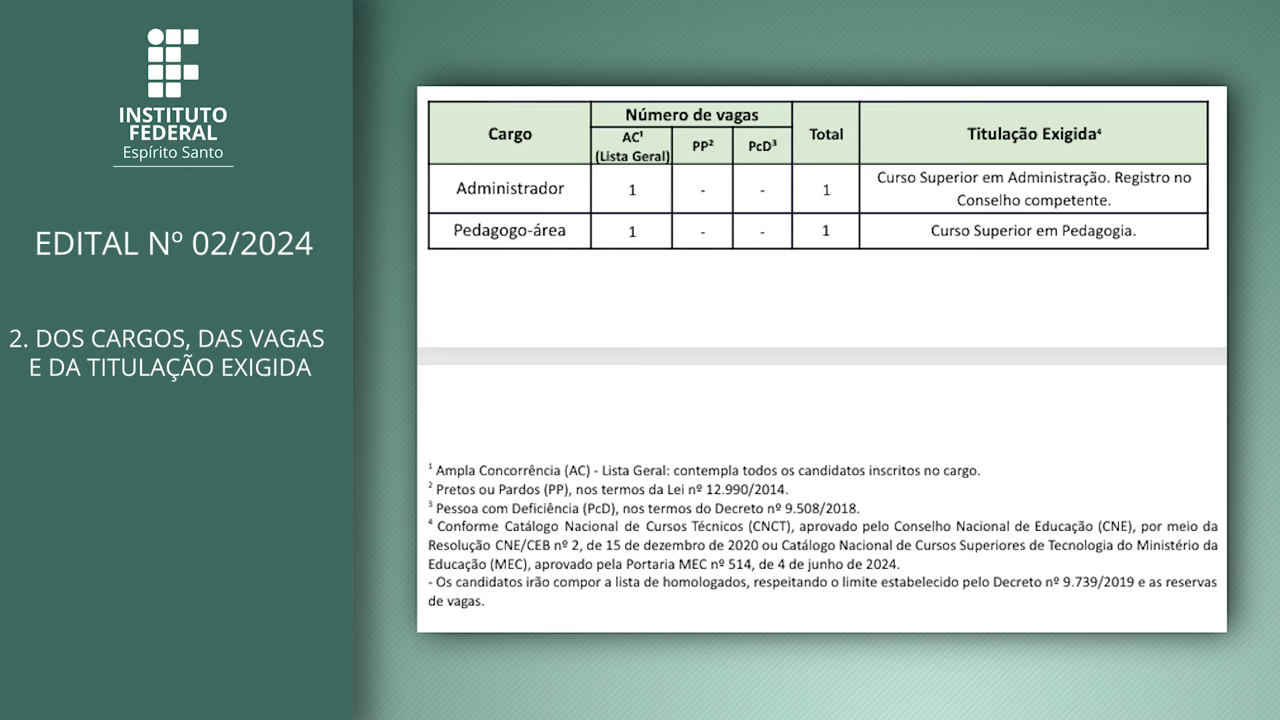 INSTITUTO
FEDERAL
Espírito Santo
EDITAL Nº 02/2024
2. DOS CARGOS, DAS VAGAS
E DA TITULAÇÃO EXIGIDA
Cargo
Número de vagas
AC¹
(Lista Geral)
PP²
PcD³
Total
Titulação Exigida⁴
Administrador
1
-
-
1
Curso Superior em Administração. Registro no
Conselho competente.
Pedagogo-área
1
-
-
1
Curso Superior em Pedagogia.
¹ Ampla Concorrência (AC) - Lista Geral: contempla todos os candidatos inscritos no cargo.
² Pretos ou Pardos (PP), nos termos da Lei nº 12.990/2014.
³ Pessoa com Deficiência (PcD), nos termos do Decreto nº 9.508/2018.
⁴ Conforme Catálogo Nacional de Cursos Técnicos (CNCT), aprovado pelo Conselho Nacional de Educação (CNE), por meio da
Resolução CNE/CEB nº 2, de 15 de dezembro de 2020 ou Catálogo Nacional de Cursos Superiores de Tecnologia do Ministério da
Educação (MEC), aprovado pela Portaria MEC nº 514, de 4 de junho de 2024.
- Os candidatos irão compor a lista de homologados, respeitando o limite estabelecido pelo Decreto nº 9.739/2019 e as reservas
de vagas.